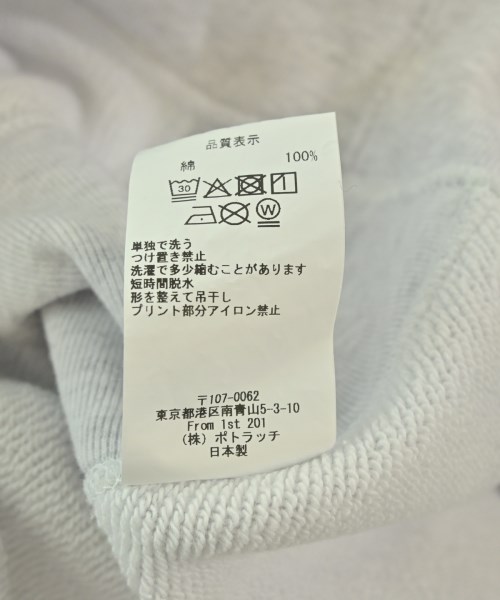 品質表示
綿 100%
30
W
単独で洗う
つけ置き禁止
洗濯で多少縮むことがあります
短時間脱水
形を整えて吊干し
プリント部分アイロン禁止
〒107-0062
東京都港区南青山5-3-10
From 1st 201
(株) ポトラッチ
日本製